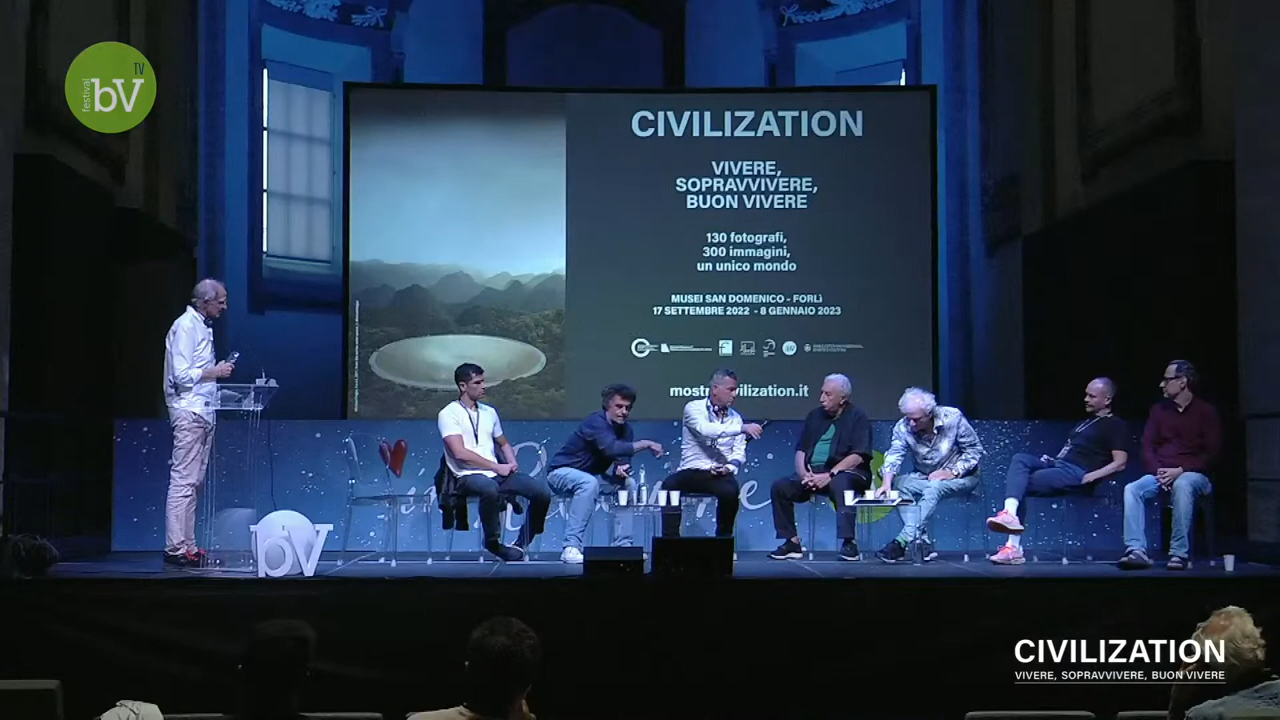 festival
bV
TV
CIVILIZATION
VIVERE,
SOPRAVVIVERE,
BUON VIVERE
130 fotografi,
300 immagini,
un unico mondo
MUSEI SAN DOMENICO - FORLì
17 SETTEMBRE 2022 - 8 GENNAIO 2023
bV
CIVILIZATION
VIVERE, SOPRAVVIVERE, BUON VIVERE